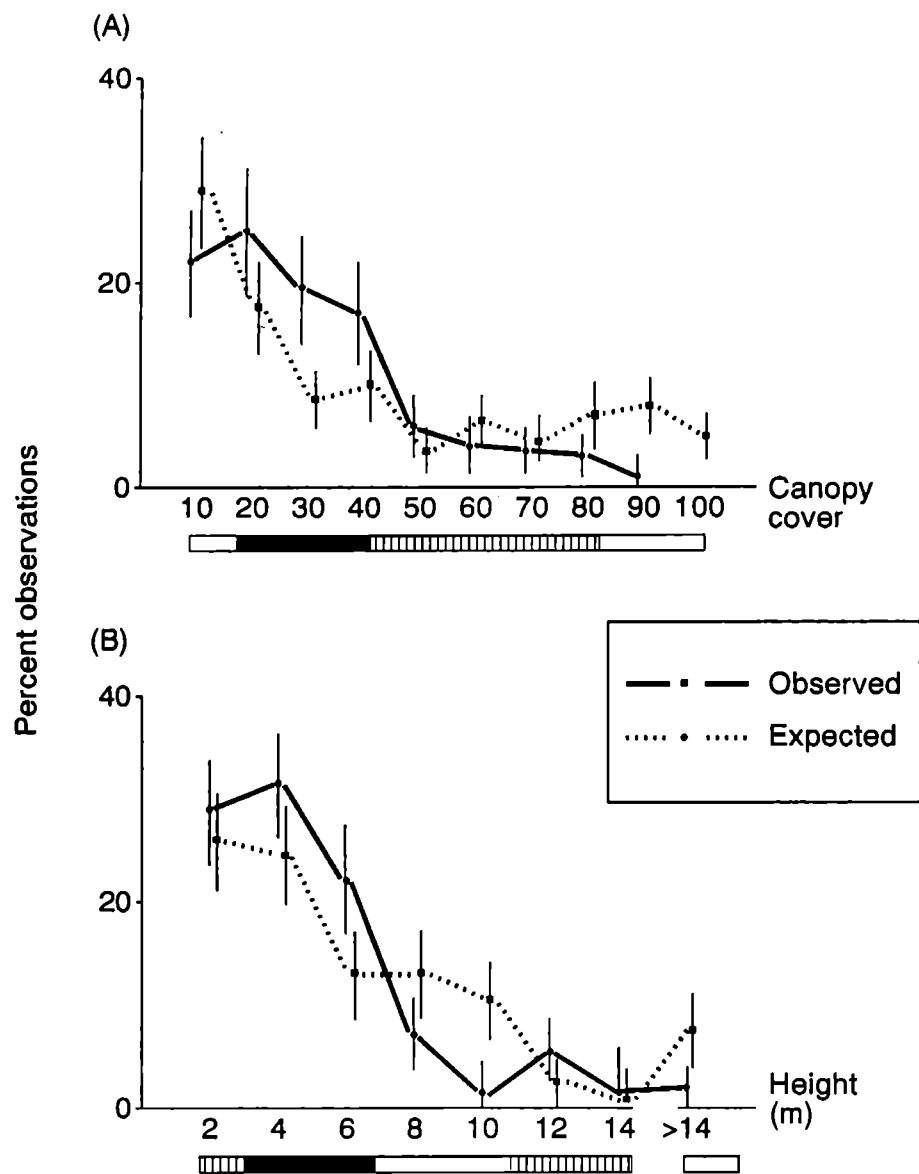 (A)
40
20
0
10 20 30 40 50 60 70 80 90 100
Canopy
cover
Percent observations
(B)
Observed
Expected
40
20
0
2 4 6 8 10 12 14 >14
Height
(m)